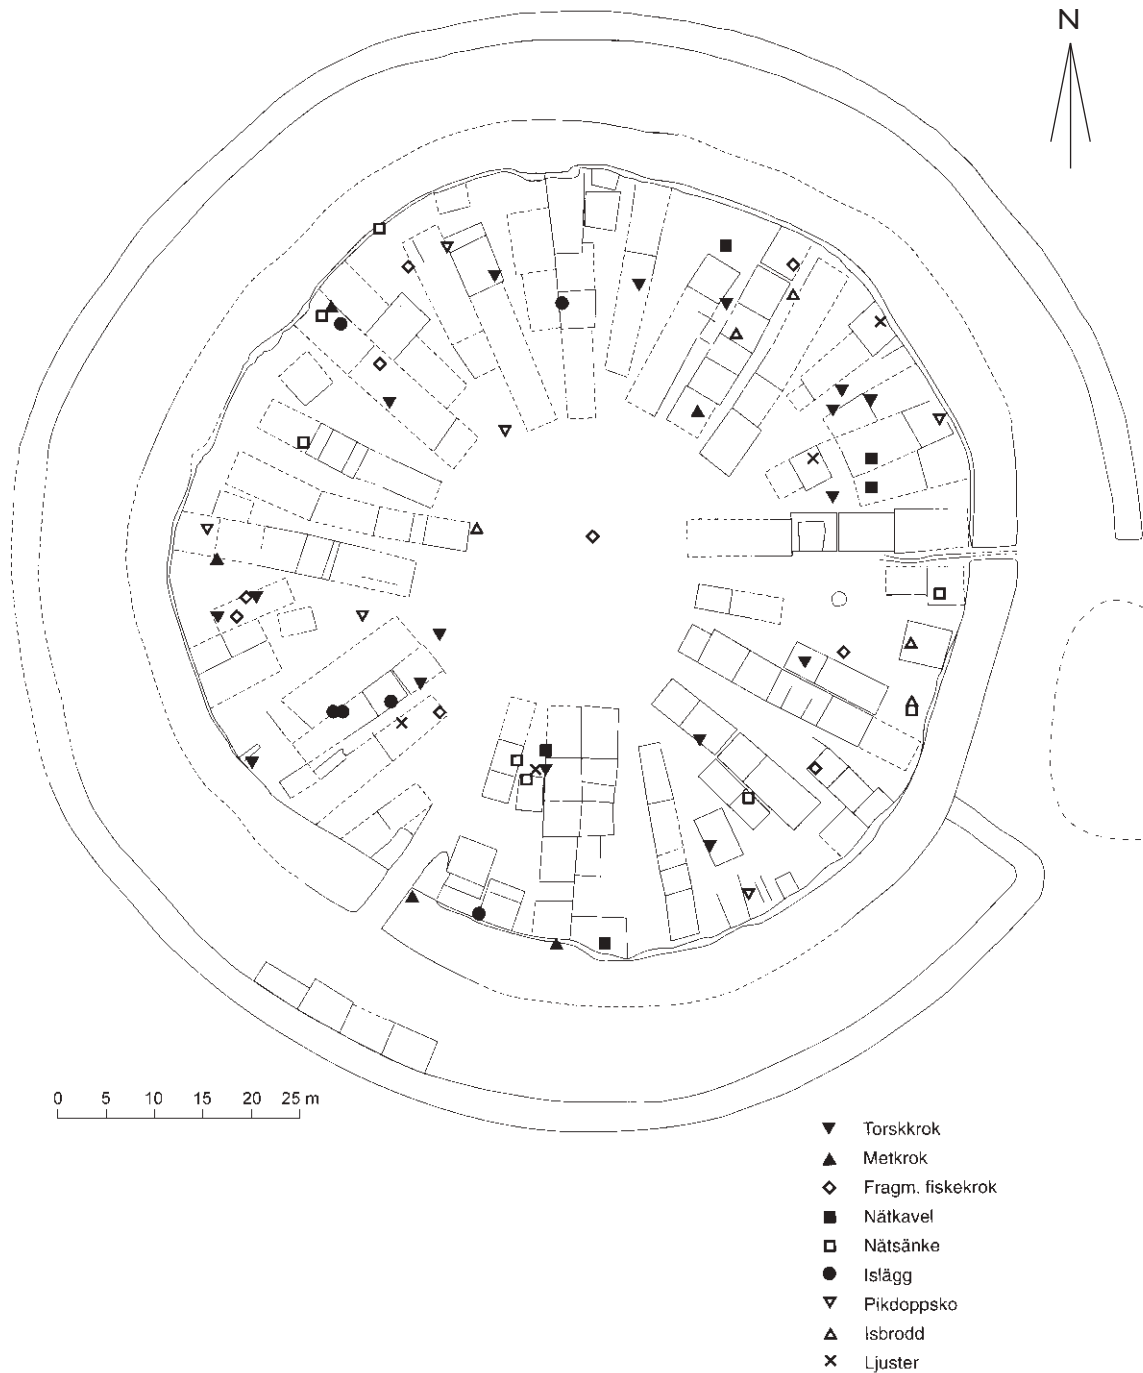 N
0 5 10 15 20 25 m
Torskkrok
Metkrok
Fragm. fiskekrok
Nätkavel
Nätsänke
Islägg
Pikdoppsko
Isbrodd
Ljuster